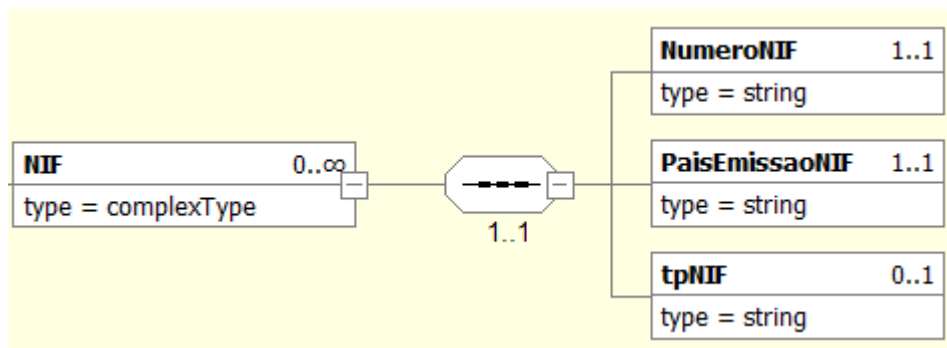 NIF 0..∞
type = complexType
1..1
NumeroNIF 1..1
type = string
PaisEmissaoNIF 1..1
type = string
tpNIF 0..1
type = string